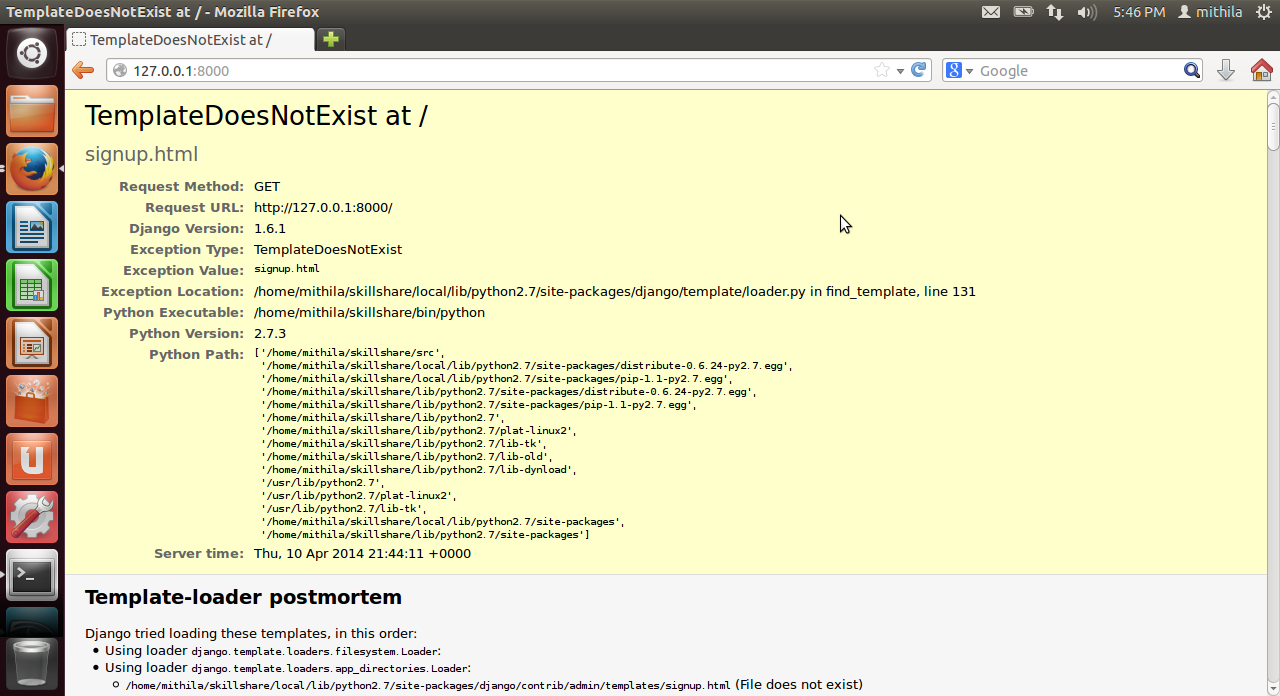 TemplateDoesNotExist at / - Mozilla Firefox
5:46 PM mithila
TemplateDoesNotExist at /
127.0.0.1:8000
8 Google
TemplateDoesNotExist at /
signup.html
Request Method: GET
Request URL: http://127.0.0.1:8000/
Django Version: 1.6.1
Exception Type: TemplateDoesNotExist
Exception Value: signup.html
Exception Location: /home/mithila/skillshare/local/lib/python2.7/site-packages/django/template/loader.py in find_template, line 131
Python Executable: /home/mithila/skillshare/bin/python
Python Version: 2.7.3
Python Path: ['/home/mithila/skillshare/src',
'/home/mithila/skillshare/local/lib/python2.7/site-packages/distribute-0.6.24-py2.7.egg',
'/home/mithila/skillshare/local/lib/python2.7/site-packages/pip-1.1-py2.7.egg',
'/home/mithila/skillshare/lib/python2.7/site-packages/distribute-0.6.24-py2.7.egg',
'/home/mithila/skillshare/lib/python2.7/site-packages/pip-1.1-py2.7.egg',
'/home/mithila/skillshare/lib/python2.7',
'/home/mithila/skillshare/lib/python2.7/plat-linux2',
'/home/mithila/skillshare/lib/python2.7/lib-tk',
'/home/mithila/skillshare/lib/python2.7/lib-old',
'/home/mithila/skillshare/lib/python2.7/lib-dynload',
'/usr/lib/python2.7',
'/usr/lib/python2.7/plat-linux2',
'/usr/lib/python2.7/lib-tk',
'/home/mithila/skillshare/local/lib/python2.7/site-packages',
'/home/mithila/skillshare/lib/python2.7/site-packages']
Server time: Thu, 10 Apr 2014 21:44:11 +0000
Template-loader postmortem
Django tried loading these templates, in this order:
• Using loader django.template.loaders.filesystem.Loader:
• Using loader django.template.loaders.app_directories.Loader:
○ /home/mithila/skillshare/local/lib/python2.7/site-packages/django/contrib/admin/templates/signup.html (File does not exist)